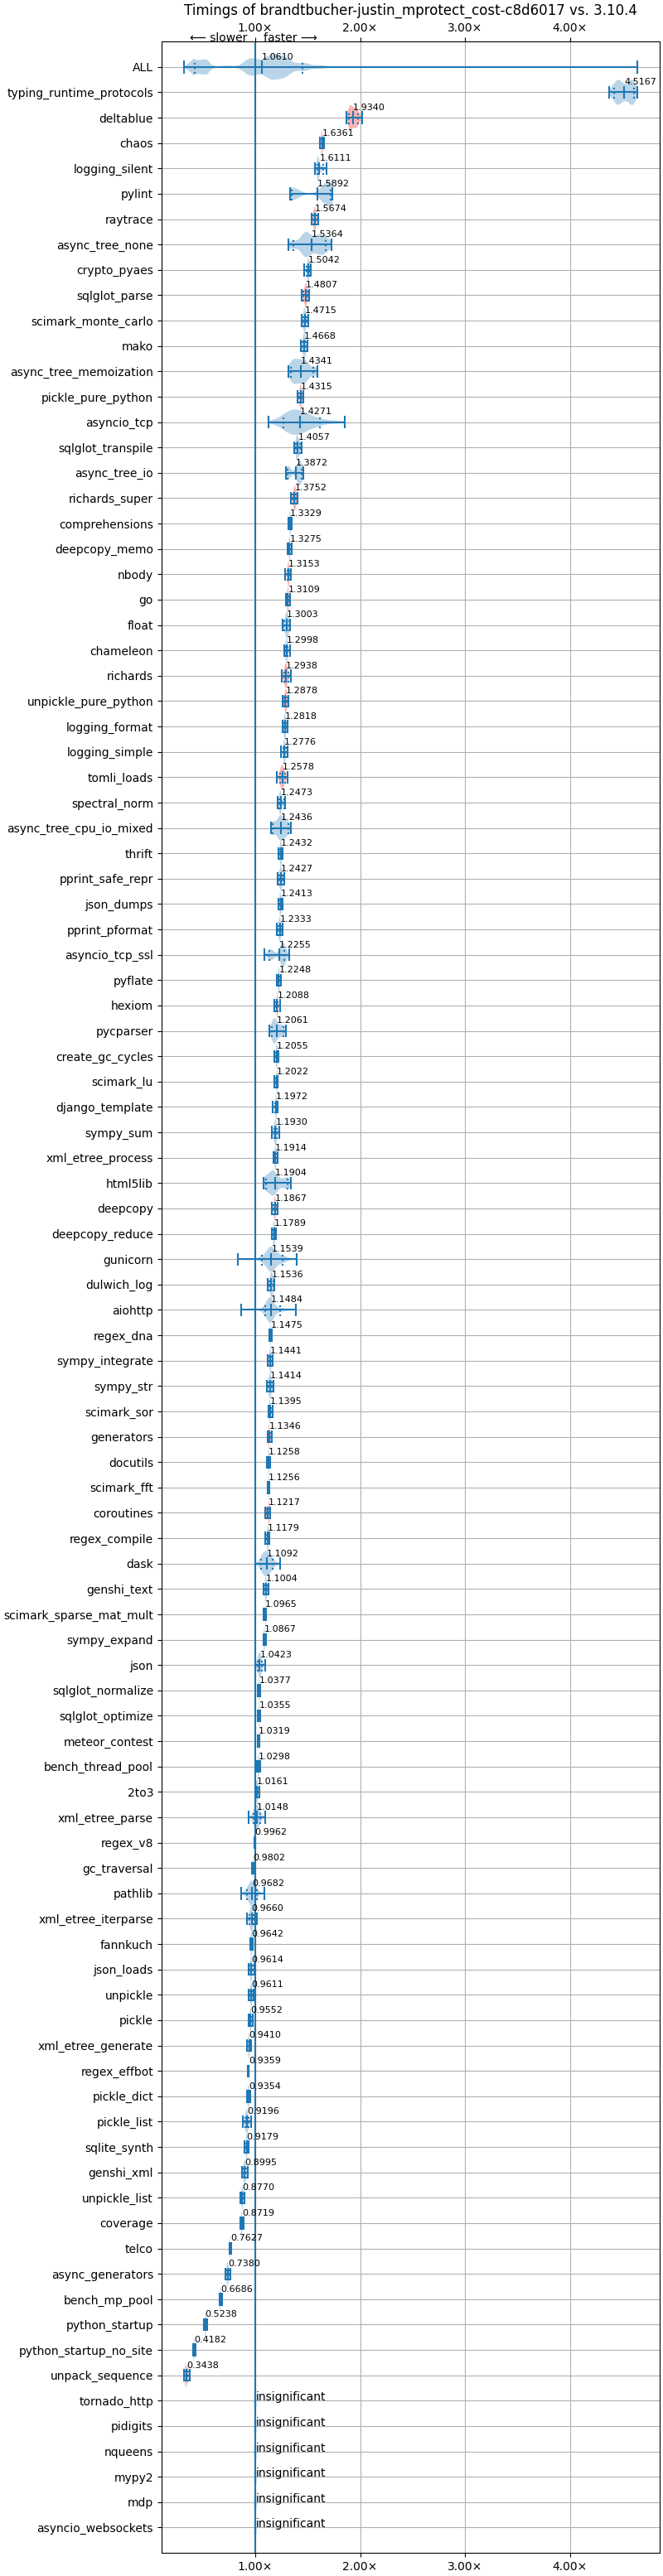 Timings of brandtbucher-justin_mprotect_cost-c8d6017 vs. 3.10.4
1.00× 2.00× 3.00× 4.00×
⟵ slower faster ⟶
ALL 1.0610
typing_runtime_protocols 4.5167
deltablue 1.9340
chaos 1.6361
logging_silent 1.6111
pylint 1.5892
raytrace 1.5674
async_tree_none 1.5364
crypto_pyaes 1.5042
sqlglot_parse 1.4807
scimark_monte_carlo 1.4715
mako 1.4668
async_tree_memoization 1.4341
pickle_pure_python 1.4315
asyncio_tcp 1.4271
sqlglot_transpile 1.4057
async_tree_io 1.3872
richards_super 1.3752
comprehensions 1.3329
deepcopy_memo 1.3275
nbody 1.3153
go 1.3109
float 1.3003
chameleon 1.2998
richards 1.2938
unpickle_pure_python 1.2878
logging_format 1.2818
logging_simple 1.2776
tomli_loads 1.2578
spectral_norm 1.2473
async_tree_cpu_io_mixed 1.2436
thrift 1.2432
pprint_safe_repr 1.2427
json_dumps 1.2413
pprint_pformat 1.2333
asyncio_tcp_ssl 1.2255
pyflate 1.2248
hexiom 1.2088
pycparser 1.2061
create_gc_cycles 1.2055
scimark_lu 1.2022
django_template 1.1972
sympy_sum 1.1930
xml_etree_process 1.1914
html5lib 1.1904
deepcopy 1.1867
deepcopy_reduce 1.1789
gunicorn 1.1539
dulwich_log 1.1536
aiohttp 1.1484
regex_dna 1.1475
sympy_integrate 1.1441
sympy_str 1.1414
scimark_sor 1.1395
generators 1.1346
docutils 1.1258
scimark_fft 1.1256
coroutines 1.1217
regex_compile 1.1179
dask 1.1092
genshi_text 1.1004
scimark_sparse_mat_mult 1.0965
sympy_expand 1.0867
json 1.0423
sqlglot_normalize 1.0377
sqlglot_optimize 1.0355
meteor_contest 1.0319
bench_thread_pool 1.0298
2to3 1.0161
xml_etree_parse 1.0148
regex_v8 0.9962
gc_traversal 0.9802
pathlib 0.9682
xml_etree_iterparse 0.9660
fannkuch 0.9642
json_loads 0.9614
unpickle 0.9611
pickle 0.9552
xml_etree_generate 0.9410
regex_effbot 0.9359
pickle_dict 0.9354
pickle_list 0.9196
sqlite_synth 0.9179
genshi_xml 0.8995
unpickle_list 0.8770
coverage 0.8719
telco 0.7627
async_generators 0.7380
bench_mp_pool 0.6686
python_startup 0.5238
python_startup_no_site 0.4182
unpack_sequence 0.3438
tornado_http insignificant
pidigits insignificant
nqueens insignificant
mypy2 insignificant
mdp insignificant
asyncio_websockets insignificant
1.00× 2.00× 3.00× 4.00×